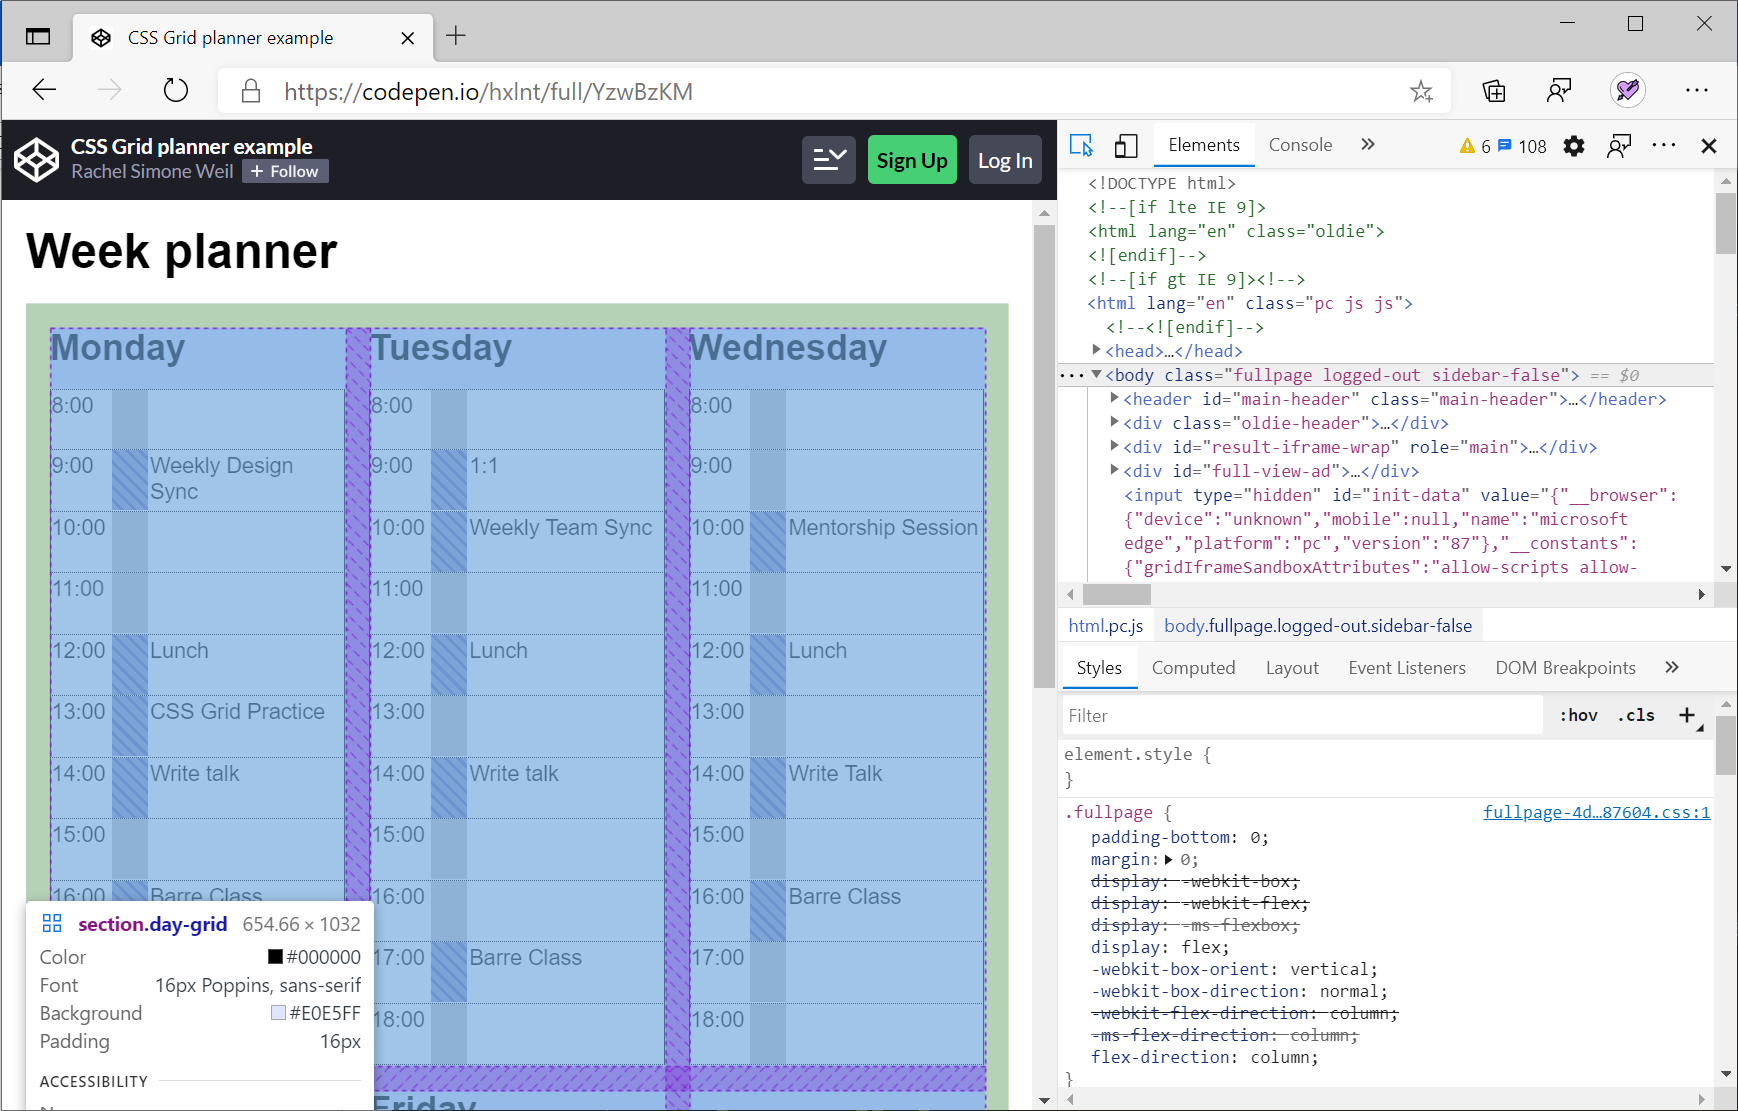 CSS Grid planner example
https://codepen.io/hxlnt/full/YzwBzKM
CSS Grid planner example
Rachel Simone Weil + Follow
Sign Up
Log In
Week planner
Monday Tuesday Wednesday
8:00 8:00 8:00
9:00 Weekly Design Sync 9:00 1:1 9:00
10:00 10:00 Weekly Team Sync 10:00 Mentorship Session
11:00 11:00 11:00
12:00 Lunch 12:00 Lunch 12:00 Lunch
13:00 CSS Grid Practice 13:00 13:00
14:00 Write talk 14:00 Write talk 14:00 Write Talk
15:00 15:00 15:00
16:00 Barre Class 16:00 16:00 Barre Class
17:00 Barre Class 17:00
18:00 18:00
Friday
section.day-grid 654.66 × 1032
Color #000000
Font 16px Poppins, sans-serif
Background #E0E5FF
Padding 16px
ACCESSIBILITY
Elements Console » 6 108
<!DOCTYPE html>
<!--[if lte IE 9]>
<html lang="en" class="oldie">
<![endif]-->
<!--[if gt IE 9]><!-->
<html lang="en" class="pc js js">
<!--<![endif]-->
<head>…</head>
<body class="fullpage logged-out sidebar-false"> == $0
<header id="main-header" class="main-header">…</header>
<div class="oldie-header">…</div>
<div id="result-iframe-wrap" role="main">…</div>
<div id="full-view-ad">…</div>
<input type="hidden" id="init-data" value="{"__browser":
{"device":"unknown","mobile":null,"name":"microsoft
edge","platform":"pc","version":"87"},"__constants":
{"gridIframeSandboxAttributes":"allow-scripts allow-
html.pc.js body.fullpage.logged-out.sidebar-false
Styles Computed Layout Event Listeners DOM Breakpoints »
Filter :hov .cls +
element.style {
}
.fullpage { fullpage-4d…87604.css:1
padding-bottom: 0;
margin: 0;
display: -webkit-box;
display: -webkit-flex;
display: -ms-flexbox;
display: flex;
-webkit-box-orient: vertical;
-webkit-box-direction: normal;
-webkit-flex-direction: column;
-ms-flex-direction: column;
flex-direction: column;
}